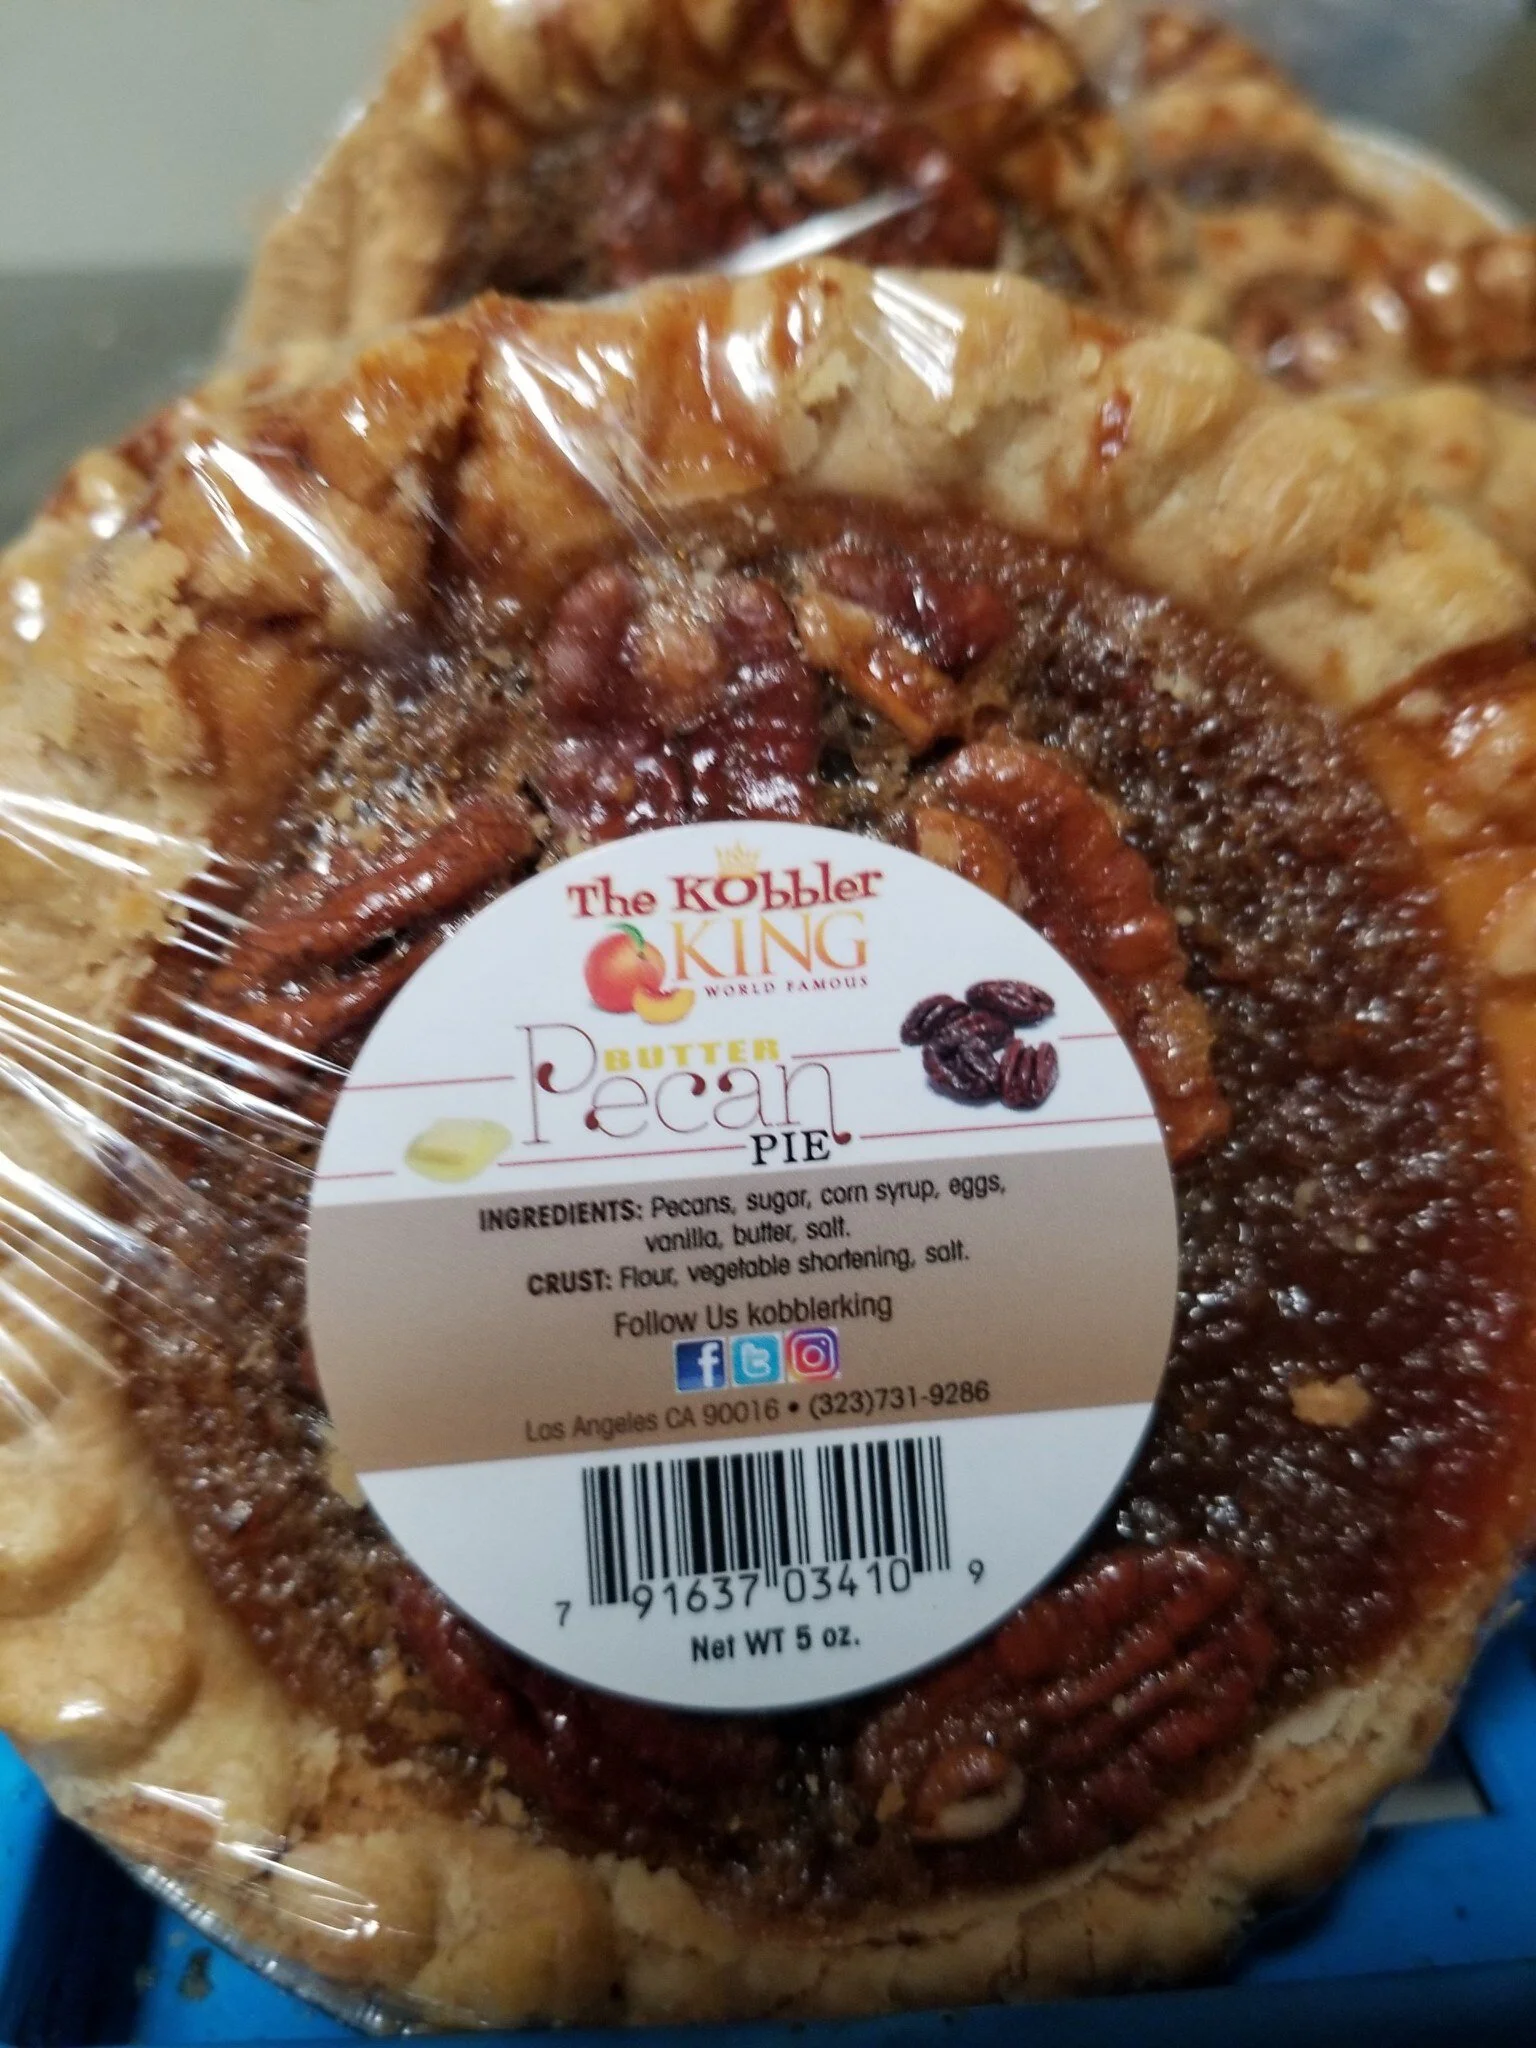 The Kobbler
KING
WORLD FAMOUS
BUTTER
Pecan
PIE
INGREDIENTS: Pecans, sugar, corn syrup, eggs,
vanilla, butter, salt.
CRUST: Flour, vegetable shortening, salt.
Follow Us kobblerking
Los Angeles CA 90016 • (323)731-9286
7 91637 03410 9
Net WT 5 oz.